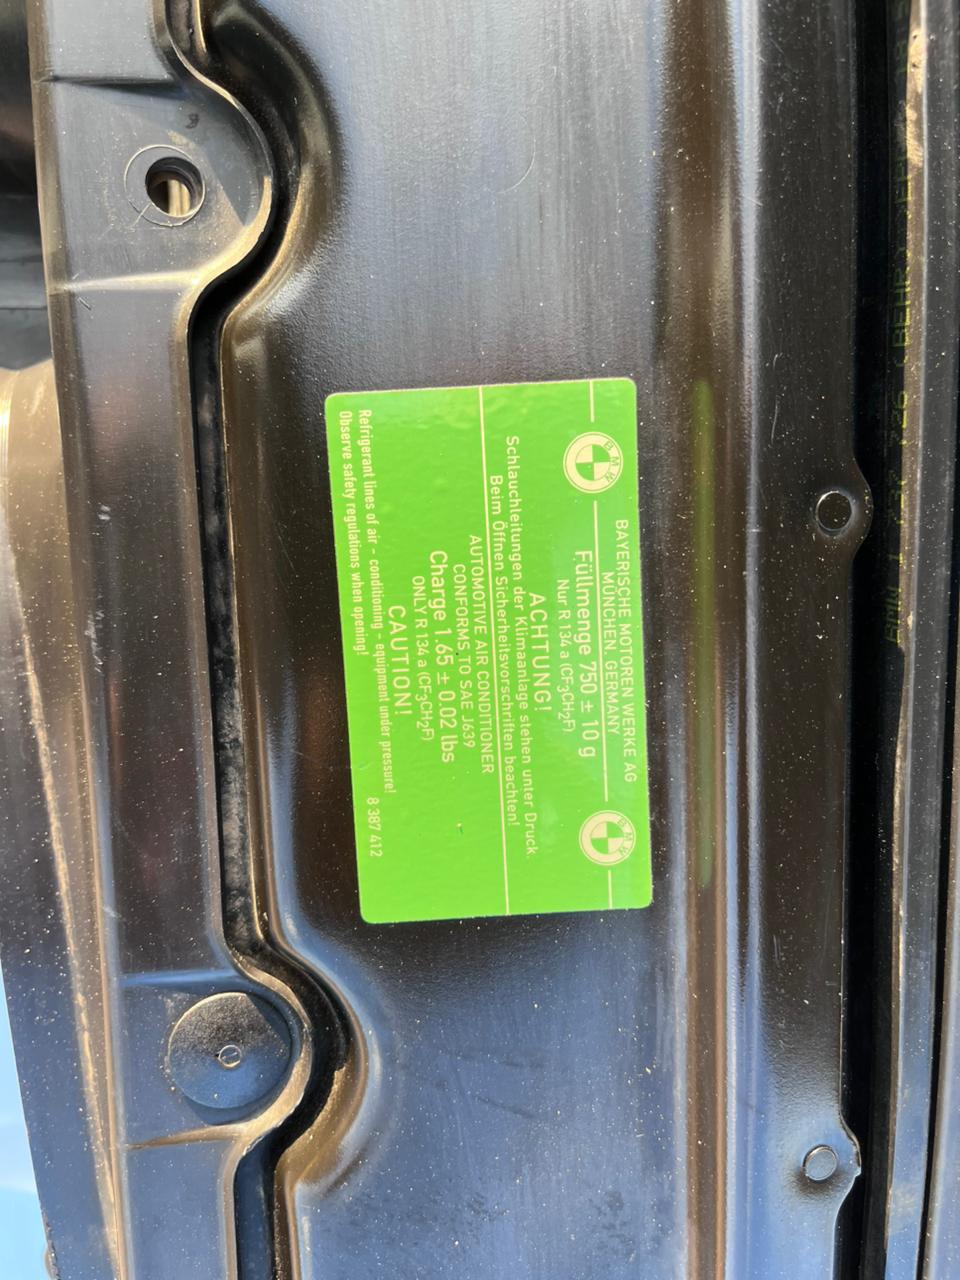 BMW
BMW
BAYERISCHE MOTOREN WERKE AG
MÜNCHEN, GERMANY
Füllmenge 750 ± 10 g
Nur R 134 a (CF₃CH₂F)
ACHTUNG!
Schlauchleitungen der Klimaanlage stehen unter Druck.
Beim Öffnen Sicherheitsvorschriften beachten!
AUTOMOTIVE AIR CONDITIONER
CONFORMS TO SAE J639
Charge 1.65 ± 0.02 lbs
ONLY R 134 a (CF₃CH₂F)
CAUTION!
Refrigerant lines of air - conditioning - equipment under pressure!
Observe safety regulations when opening!
8 387 412